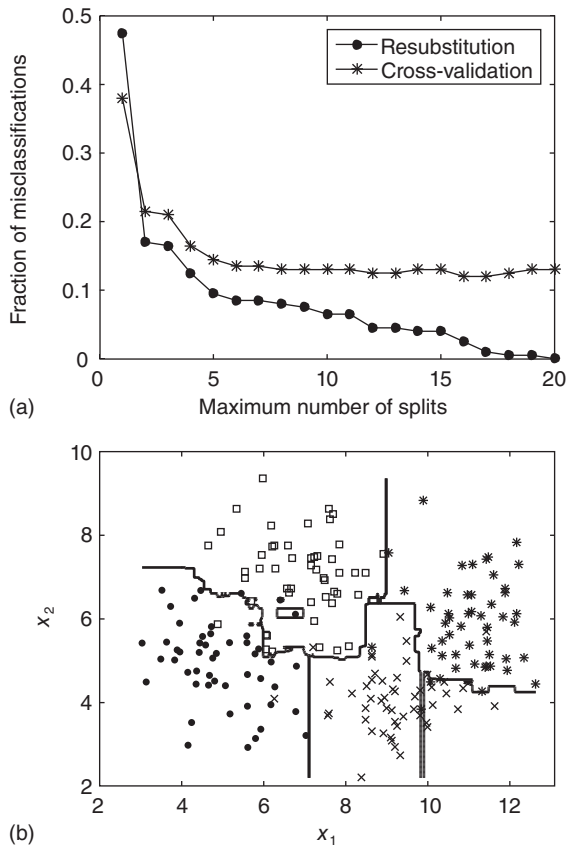 0.5
0.4
0.3
0.2
0.1
0
Fraction of misclassifications
Resubstitution
Cross-validation
0 5 10 15 20
Maximum number of splits
(a)
10
8
6
4
2
x2
2 4 6 8 10 12
x1
(b)